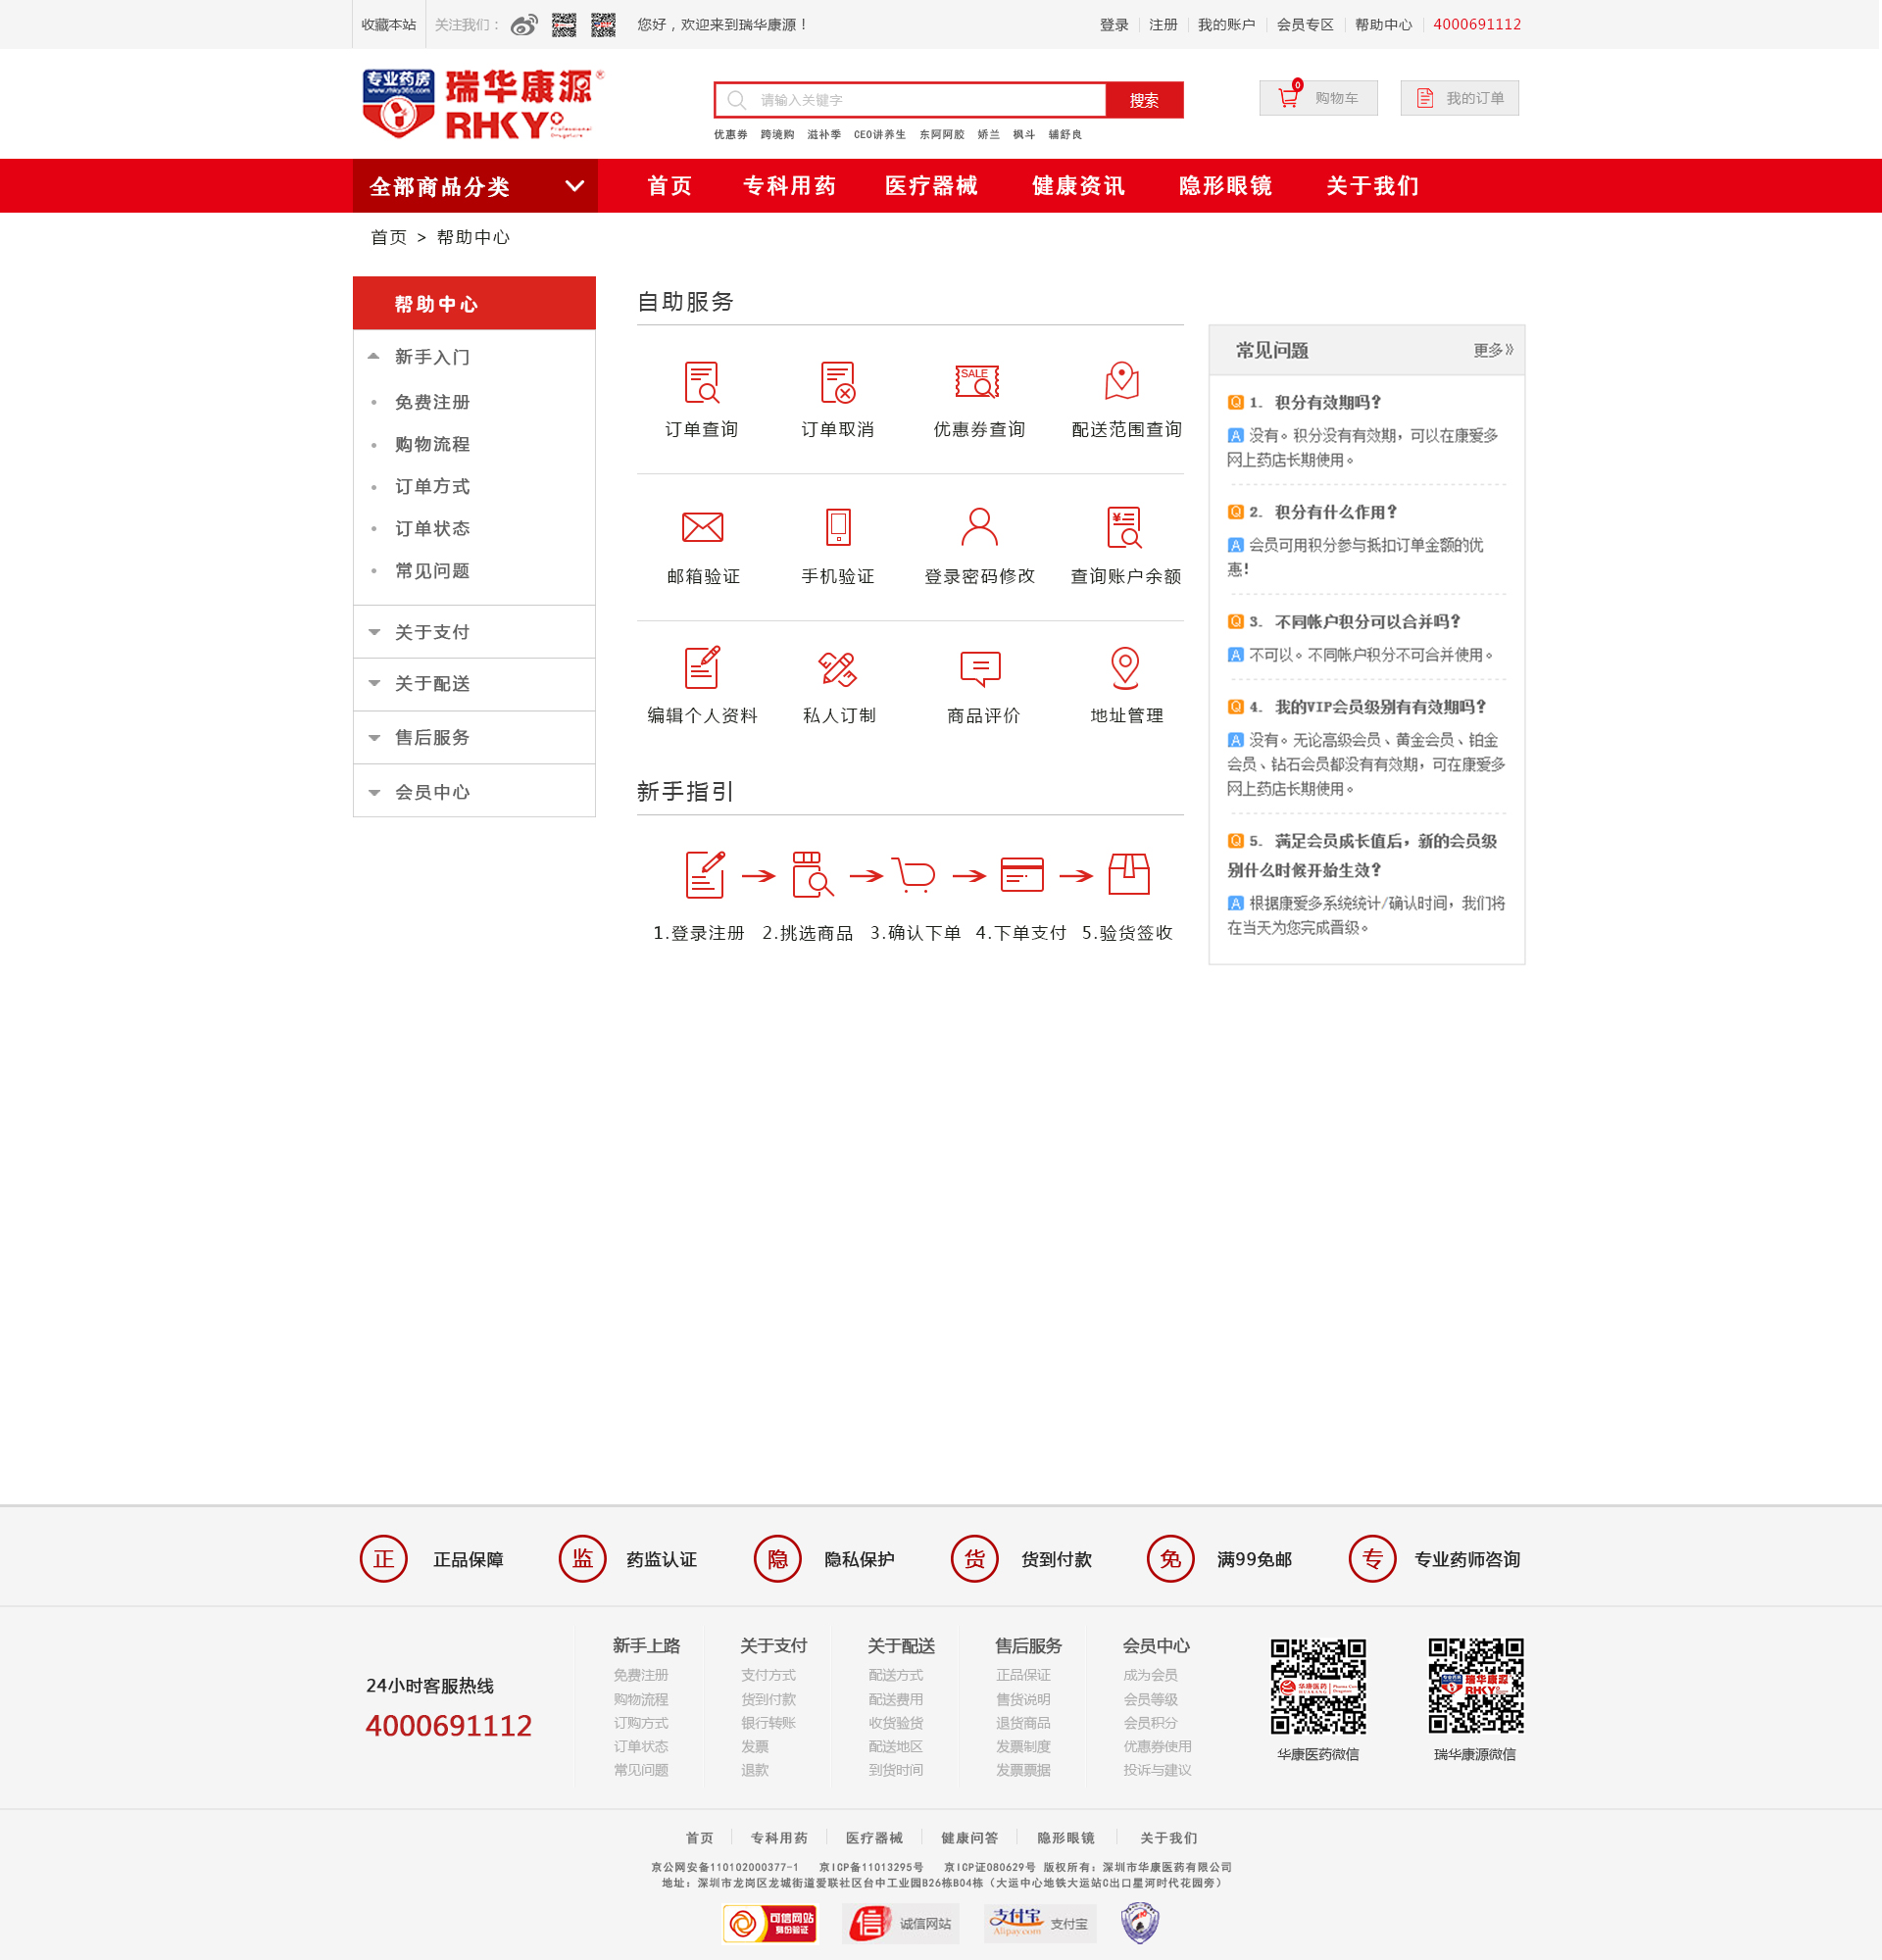 收藏本站 关注我们： 您好，欢迎来到瑞华康源！ 登录 注册 我的账户 会员专区 帮助中心 4000691112
专业药房 www.rhky365.com 瑞华康源® RHKY Professional Drugstore
请输入关键字 搜索 0 购物车 我的订单
优惠券 跨境购 滋补季 CEO讲养生 东阿阿胶 娇兰 枫斗 辅舒良
全部商品分类 首页 专科用药 医疗器械 健康资讯 隐形眼镜 关于我们
首页 > 帮助中心
帮助中心
新手入门
免费注册
购物流程
订单方式
订单状态
常见问题
关于支付
关于配送
售后服务
会员中心
自助服务
SALE
订单查询 订单取消 优惠券查询 配送范围查询
邮箱验证 手机验证 登录密码修改 查询账户余额
编辑个人资料 私人订制 商品评价 地址管理
新手指引
1.登录注册 2.挑选商品 3.确认下单 4.下单支付 5.验货签收
常见问题 更多》
Q 1. 积分有效期吗?
A 没有。积分没有有效期，可以在康爱多
网上药店长期使用。
Q 2. 积分有什么作用?
A 会员可用积分参与抵扣订单金额的优
惠!
Q 3. 不同帐户积分可以合并吗?
A 不可以。不同帐户积分不可合并使用。
Q 4. 我的VIP会员级别有有效期吗?
A 没有。无论高级会员、黄金会员、铂金
会员、钻石会员都没有有效期，可在康爱多
网上药店长期使用。
Q 5. 满足会员成长值后，新的会员级
别什么时候开始生效?
A 根据康爱多系统统计/确认时间，我们将
在当天为您完成晋级。
正 正品保障 监 药监认证 隐 隐私保护 货 货到付款 免 满99免邮 专 专业药师咨询
24小时客服热线
4000691112
新手上路 关于支付 关于配送 售后服务 会员中心
免费注册 支付方式 配送方式 正品保证 成为会员
购物流程 货到付款 配送费用 售货说明 会员等级
订购方式 银行转账 收货验货 退货商品 会员积分
订单状态 发票 配送地区 发票制度 优惠券使用
常见问题 退款 到货时间 发票票据 投诉与建议
华康医药
瑞华康源 RHKY
华康医药微信 瑞华康源微信
首页 专科用药 医疗器械 健康问答 隐形眼镜 关于我们
京公网安备110102000377-1 京ICP备11013295号 京ICP证080629号 版权所有：深圳市华康医药有限公司
地址：深圳市龙岗区龙城街道爱联社区台中工业园B26栋B04栋（大运中心地铁大运站C出口星河时代花园旁）
可信网站 身份验证 信 诚信网站 支付宝 Alipay.com 支付宝